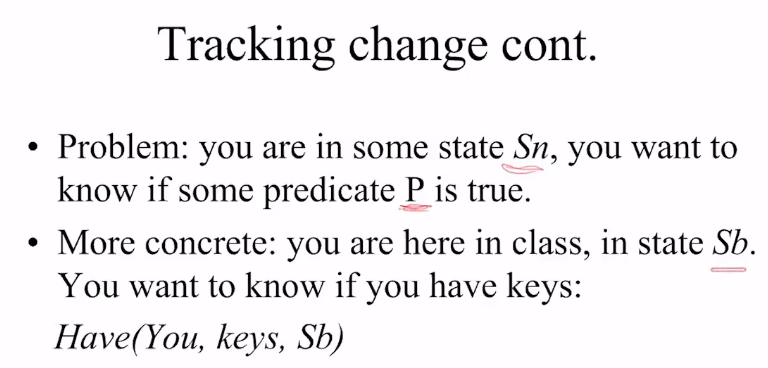 Tracking change cont.
• Problem: you are in some state Sn, you want to
know if some predicate P is true.
• More concrete: you are here in class, in state Sb.
You want to know if you have keys:
Have(You, keys, Sb)